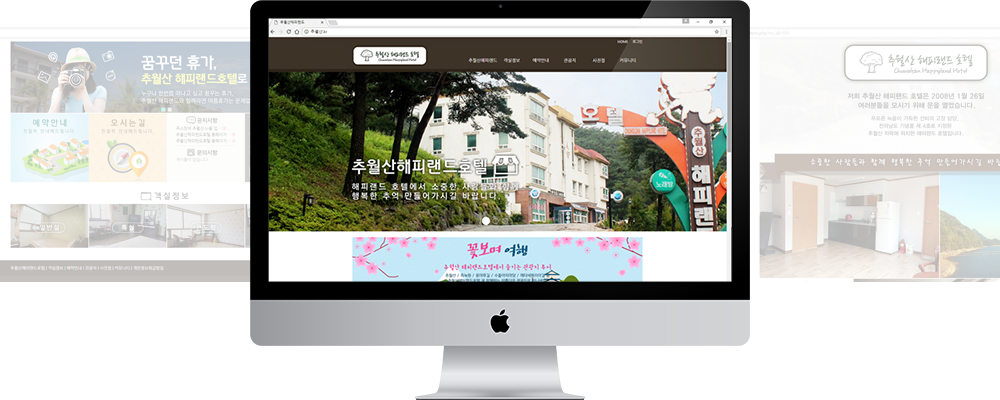 추월산해피랜드
추월산.kr
HOME 로그인
추월산 해피랜드 호텔
Chuwolsan Happyland Hotel
추월산해피랜드 객실정보 예약안내 관광지 사진첩 커뮤니티
모텔
추월산
해피랜
노래방
추월산해피랜드호텔
해피랜드 호텔에서 소중한 사람들과 함께
행복한 추억 만들어가시길 바랍니다.
꽃보며 여행
추월산 해피랜드호텔에서 즐기는 관광지 투어
꿈꾸던 휴가,
추월산 해피랜드호텔로
예약안내
오시는길
공지사항
문의사항
객실정보
일반실
특실
추월산 해피랜드 호텔
Chuwolsan Happyland Hotel
저희 추월산 해피랜드 호텔은 2008년 1월 26일
여러분들을 모시기 위해 문을 열었습니다.
소중한 사람들과 함께 행복한 추억 만들어가시길 바랍